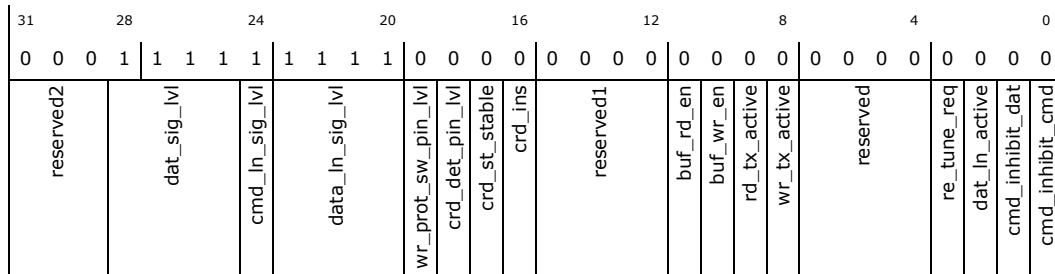 31 28 24 20 16 12 8 4 0
0 0 0 1 1 1 1 1 1 1 1 1 0 0 0 0 0 0 0 0 0 0 0 0 0 0 0 0 0 0 0 0
reserved2
dat_sig_lvl
cmd_ln_sig_lvl
data_ln_sig_lvl
wr_prot_sw_pin_lvl
crd_det_pin_lvl
crd_st_stable
crd_ins
reserved1
buf_rd_en
buf_wr_en
rd_tx_active
wr_tx_active
reserved
re_tune_req
dat_ln_active
cmd_inhibit_dat
cmd_inhibit_cmd